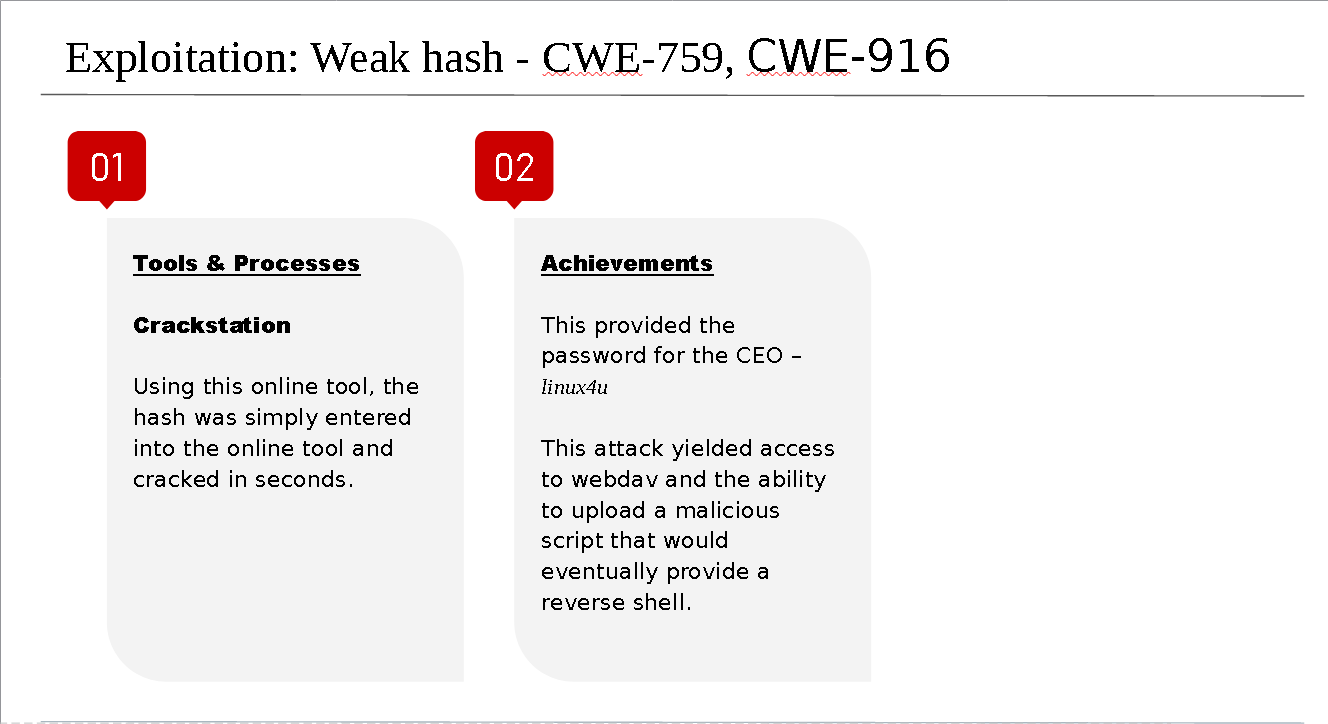 Exploitation: Weak hash - CWE-759, CWE-916
01
Tools & Processes
Crackstation
Using this online tool, the
hash was simply entered
into the online tool and
cracked in seconds.
02
Achievements
This provided the
password for the CEO –
linux4u
This attack yielded access
to webdav and the ability
to upload a malicious
script that would
eventually provide a
reverse shell.